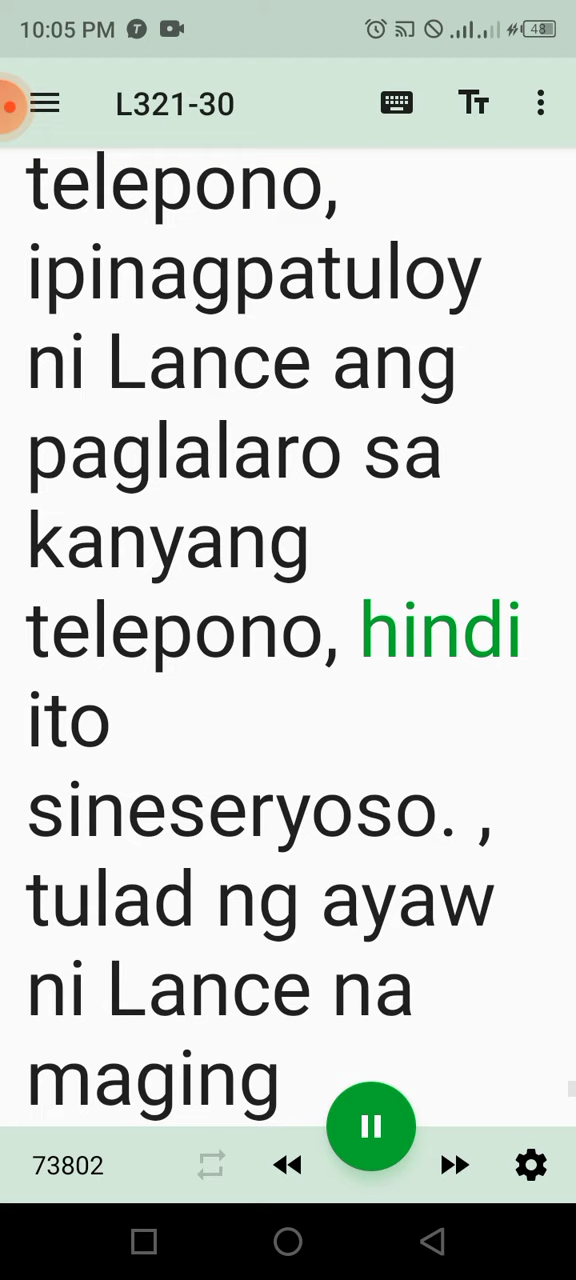 10:05 PM
48
L321-30
telepono,
ipinagpatuloy
ni Lance ang
paglalaro sa
kanyang
telepono, hindi
ito
sineseryoso. ,
tulad ng ayaw
ni Lance na
maging
73802